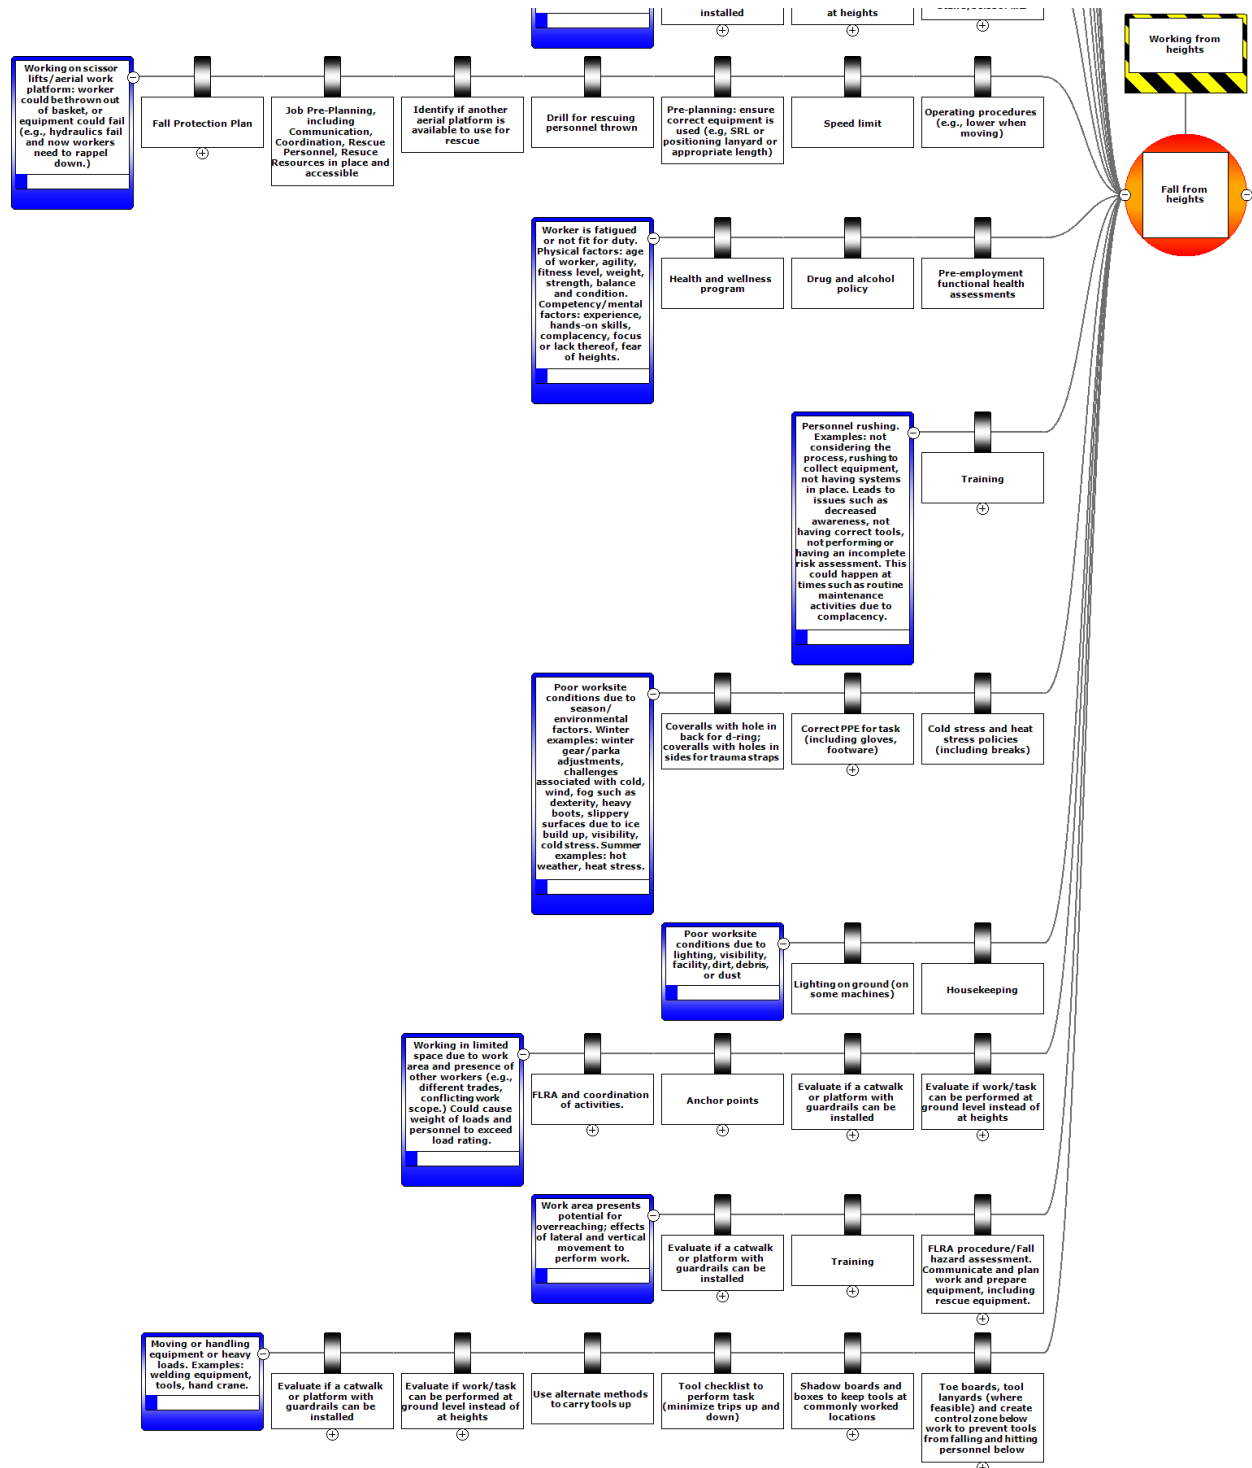 installed
at heights
Working from
heights
Working on scissor
lifts/aerial work
platform: worker
could be thrown out
of basket, or
equipment could fail
(e.g., hydraulics fail
and now workers
need to rappel
down.)
Fall Protection Plan
Job Pre-Planning,
including
Communication,
Coordination, Rescue
Personnel, Resuce
Resources in place and
accessible
Identify if another
aerial platform is
available to use for
rescue
Drill for rescuing
personnel thrown
Pre-planning: ensure
correct equipment is
used (e.g, SRL or
positioning lanyard or
appropriate length)
Speed limit
Operating procedures
(e.g., lower when
moving)
Fall from
heights
Worker is fatigued
or not fit for duty.
Physical factors: age
of worker, agility,
fitness level, weight,
strength, balance
and condition.
Competency/mental
factors: experience,
hands-on skills,
complacency, focus
or lack thereof, fear
of heights.
Health and wellness
program
Drug and alcohol
policy
Pre-employment
functional health
assessments
Personnel rushing.
Examples: not
considering the
process, rushing to
collect equipment,
not having systems
in place. Leads to
issues such as
decreased
awareness, not
having correct tools,
not performing or
having an incomplete
risk assessment. This
could happen at
times such as routine
maintenance
activities due to
complacency.
Training
Poor worksite
conditions due to
season/
environmental
factors. Winter
examples: winter
gear/parka
adjustments,
challenges
associated with cold,
wind, fog such as
dexterity, heavy
boots, slippery
surfaces due to ice
build up, visibility,
cold stress. Summer
examples: hot
weather, heat stress.
Coveralls with hole in
back for d-ring;
coveralls with holes in
sides for trauma straps
Correct PPE for task
(including gloves,
footware)
Cold stress and heat
stress policies
(including breaks)
Poor worksite
conditions due to
lighting, visibility,
facility, dirt, debris,
or dust
Lighting on ground (on
some machines)
Housekeeping
Working in limited
space due to work
area and presence of
other workers (e.g.,
different trades,
conflicting work
scope.) Could cause
weight of loads and
personnel to exceed
load rating.
FLRA and coordination
of activities.
Anchor points
Evaluate if a catwalk
or platform with
guardrails can be
installed
Evaluate if work/task
can be performed at
ground level instead of
at heights
Work area presents
potential for
overreaching; effects
of lateral and vertical
movement to
perform work.
Evaluate if a catwalk
or platform with
guardrails can be
installed
Training
FLRA procedure/Fall
hazard assessment.
Communicate and plan
work and prepare
equipment, including
rescue equipment.
Moving or handling
equipment or heavy
loads. Examples:
welding equipment,
tools, hand crane.
Evaluate if a catwalk
or platform with
guardrails can be
installed
Evaluate if work/task
can be performed at
ground level instead of
at heights
Use alternate methods
to carry tools up
Tool checklist to
perform task
(minimize trips up and
down)
Shadow boards and
boxes to keep tools at
commonly worked
locations
Toe boards, tool
lanyards (where
feasible) and create
control zone below
work to prevent tools
from falling and hitting
personnel below